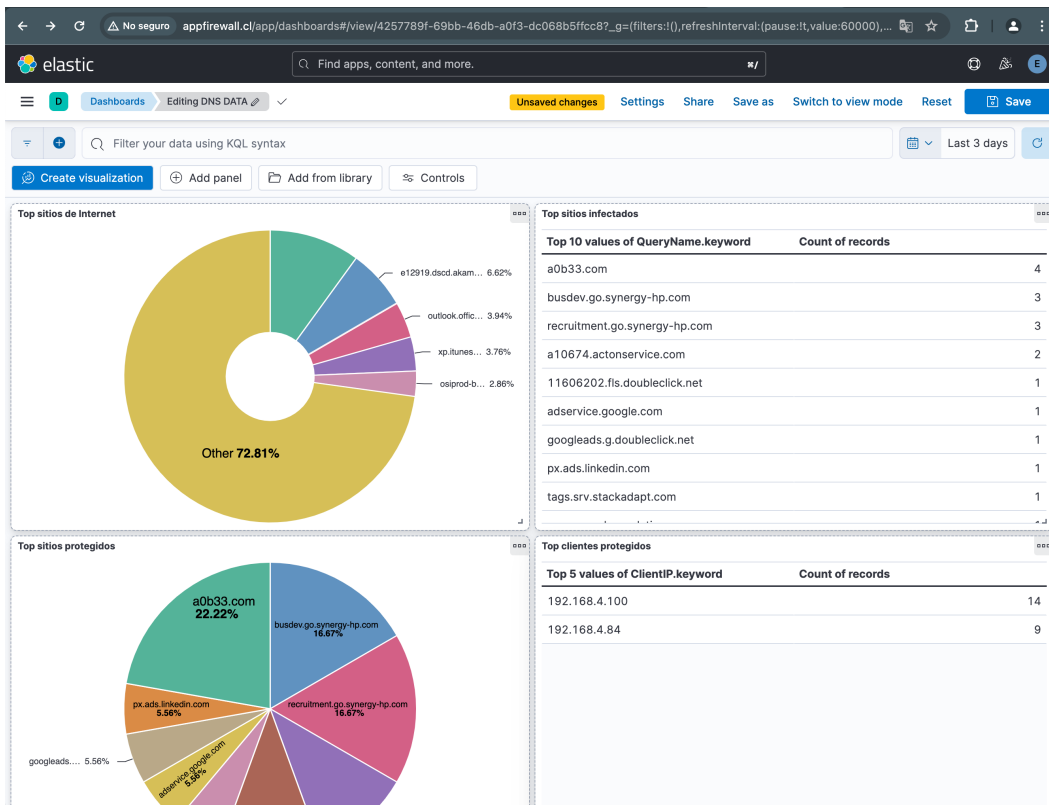 No seguro
appfirewall.cl/app/dashboards#/view/4257789f-69bb-46db-a0f3-dc068b5ffcc8?_g=(filters:!(),refreshInterval:(pause:!t,value:60000),...
elastic
Find apps, content, and more.
⌘/
E
D
Dashboards
Editing DNS DATA
Unsaved changes
Settings
Share
Save as
Switch to view mode
Reset
Save
Filter your data using KQL syntax
Last 3 days
Create visualization
Add panel
Add from library
Controls
Top sitios de Internet
e12919.dscd.akam... 6.62%
outlook.offic... 3.94%
xp.itunes... 3.76%
osiprod-b... 2.86%
Other 72.81%
Top sitios infectados
Top 10 values of QueryName.keyword Count of records
a0b33.com 4
busdev.go.synergy-hp.com 3
recruitment.go.synergy-hp.com 3
a10674.actonservice.com 2
11606202.fls.doubleclick.net 1
adservice.google.com 1
googleads.g.doubleclick.net 1
px.ads.linkedin.com 1
tags.srv.stackadapt.com 1
Top sitios protegidos
a0b33.com
22.22%
busdev.go.synergy-hp.com
16.67%
recruitment.go.synergy-hp.com
16.67%
px.ads.linkedin.com
5.56%
googleads.... 5.56%
adservice.google.com
5.56%
Top clientes protegidos
Top 5 values of ClientIP.keyword Count of records
192.168.4.100 14
192.168.4.84 9